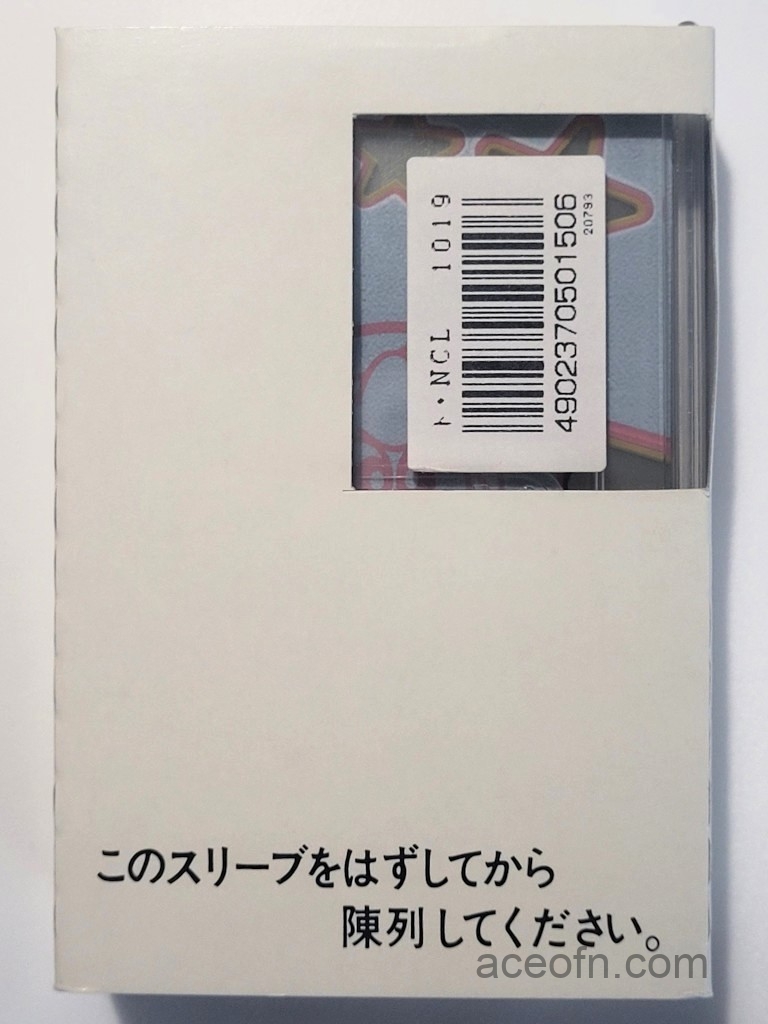 ト・NCL 1019
4902370501506
20793
このスリーブをはずしてから
陳列してください。
aceofn.com